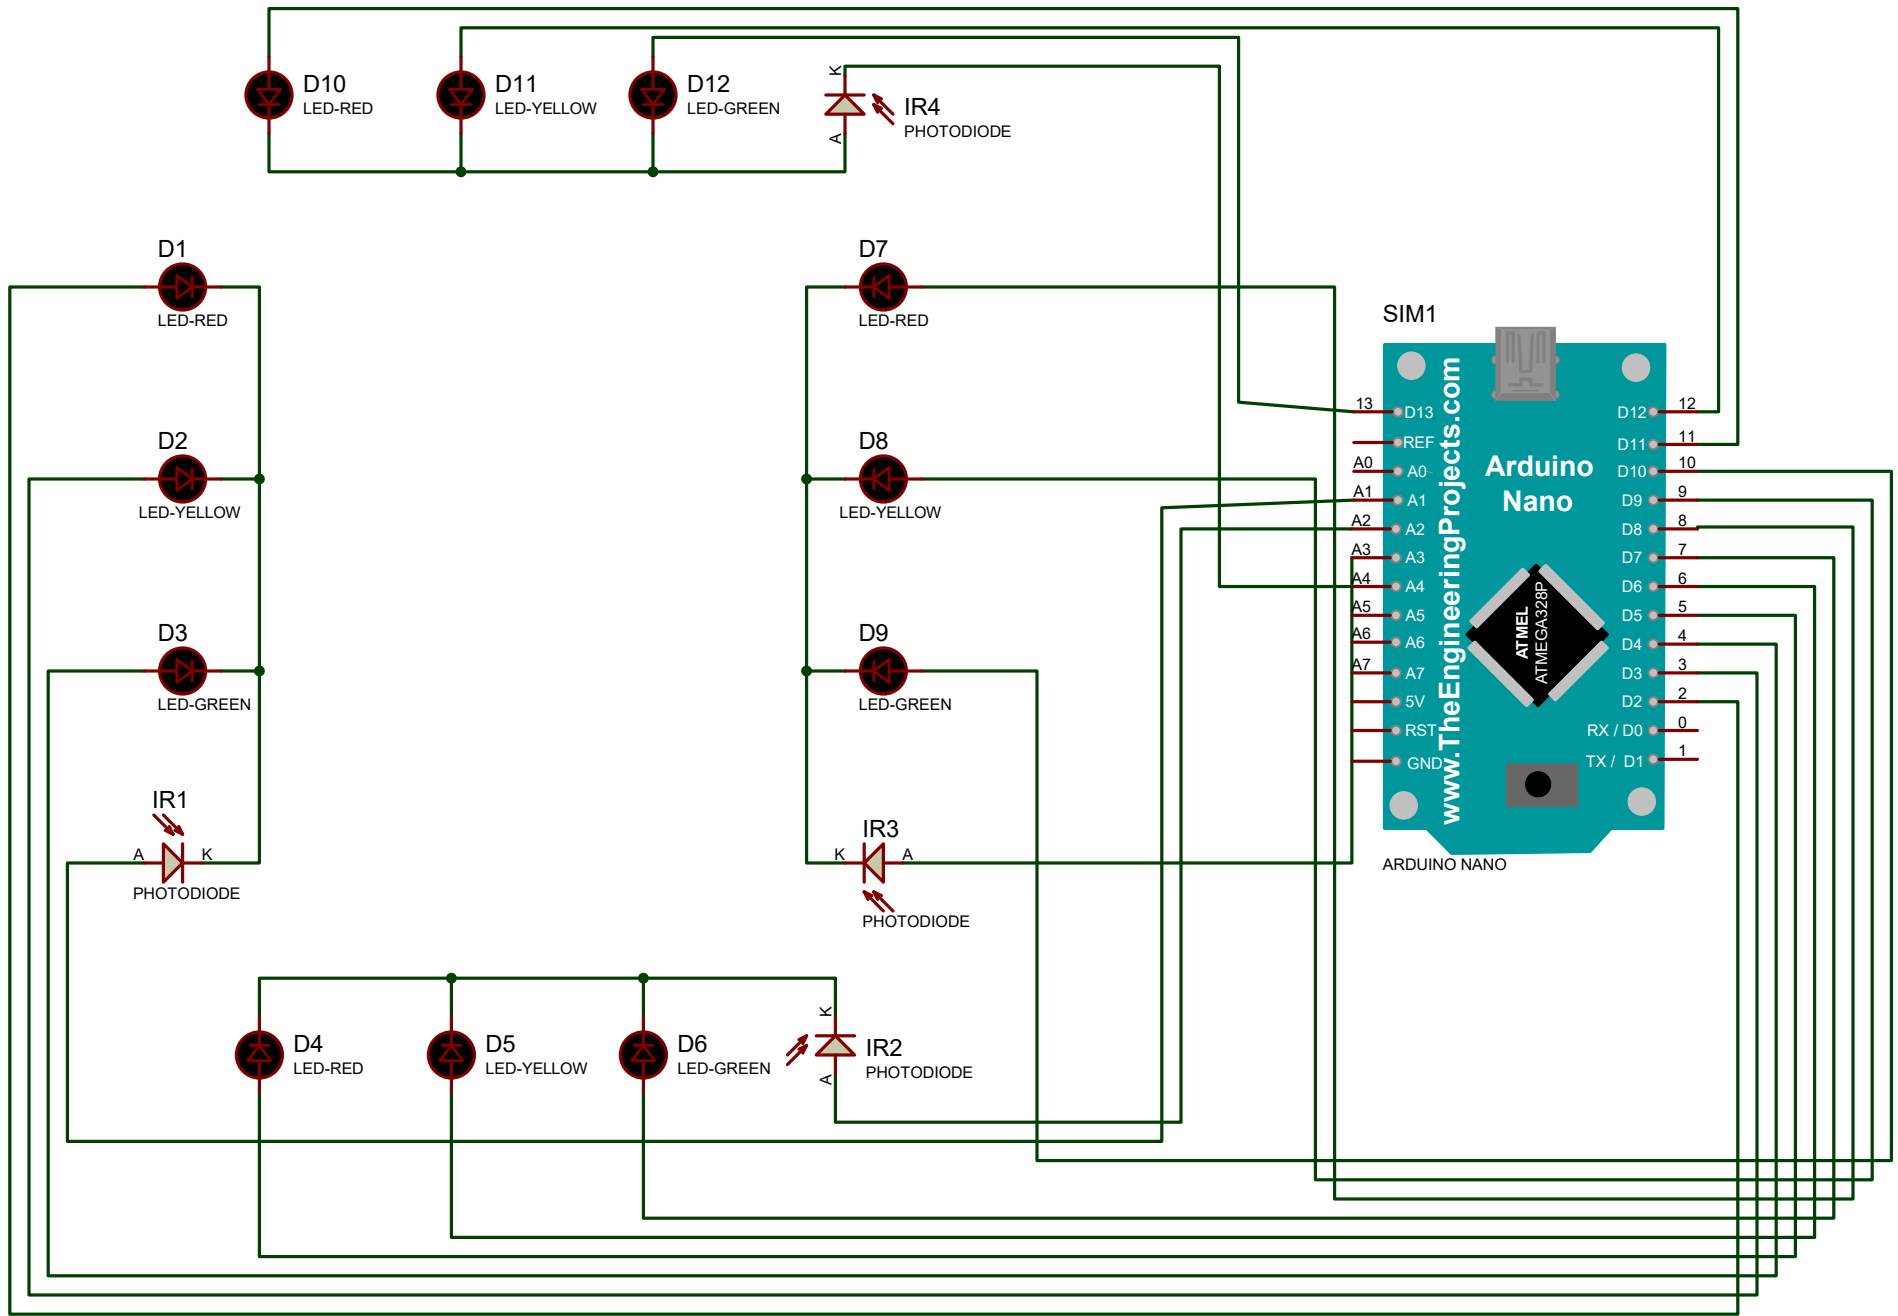 D10
LED-RED
D11
LED-YELLOW
D12
LED-GREEN
K
A
IR4
PHOTODIODE
D1
LED-RED
D2
LED-YELLOW
D3
LED-GREEN
IR1
A
K
PHOTODIODE
D7
LED-RED
D8
LED-YELLOW
D9
LED-GREEN
IR3
K
A
PHOTODIODE
D4
LED-RED
D5
LED-YELLOW
D6
LED-GREEN
K
A
IR2
PHOTODIODE
SIM1
13
A0
A1
A2
A3
A4
A5
A6
A7
D13
REF
A0
A1
A2
A3
A4
A5
A6
A7
5V
RST
GND
www.TheEngineeringProjects.com
Arduino
Nano
ATMEL
ATMEGA328P
D12
D11
D10
D9
D8
D7
D6
D5
D4
D3
D2
RX / D0
TX / D1
12
11
10
9
8
7
6
5
4
3
2
0
1
ARDUINO NANO